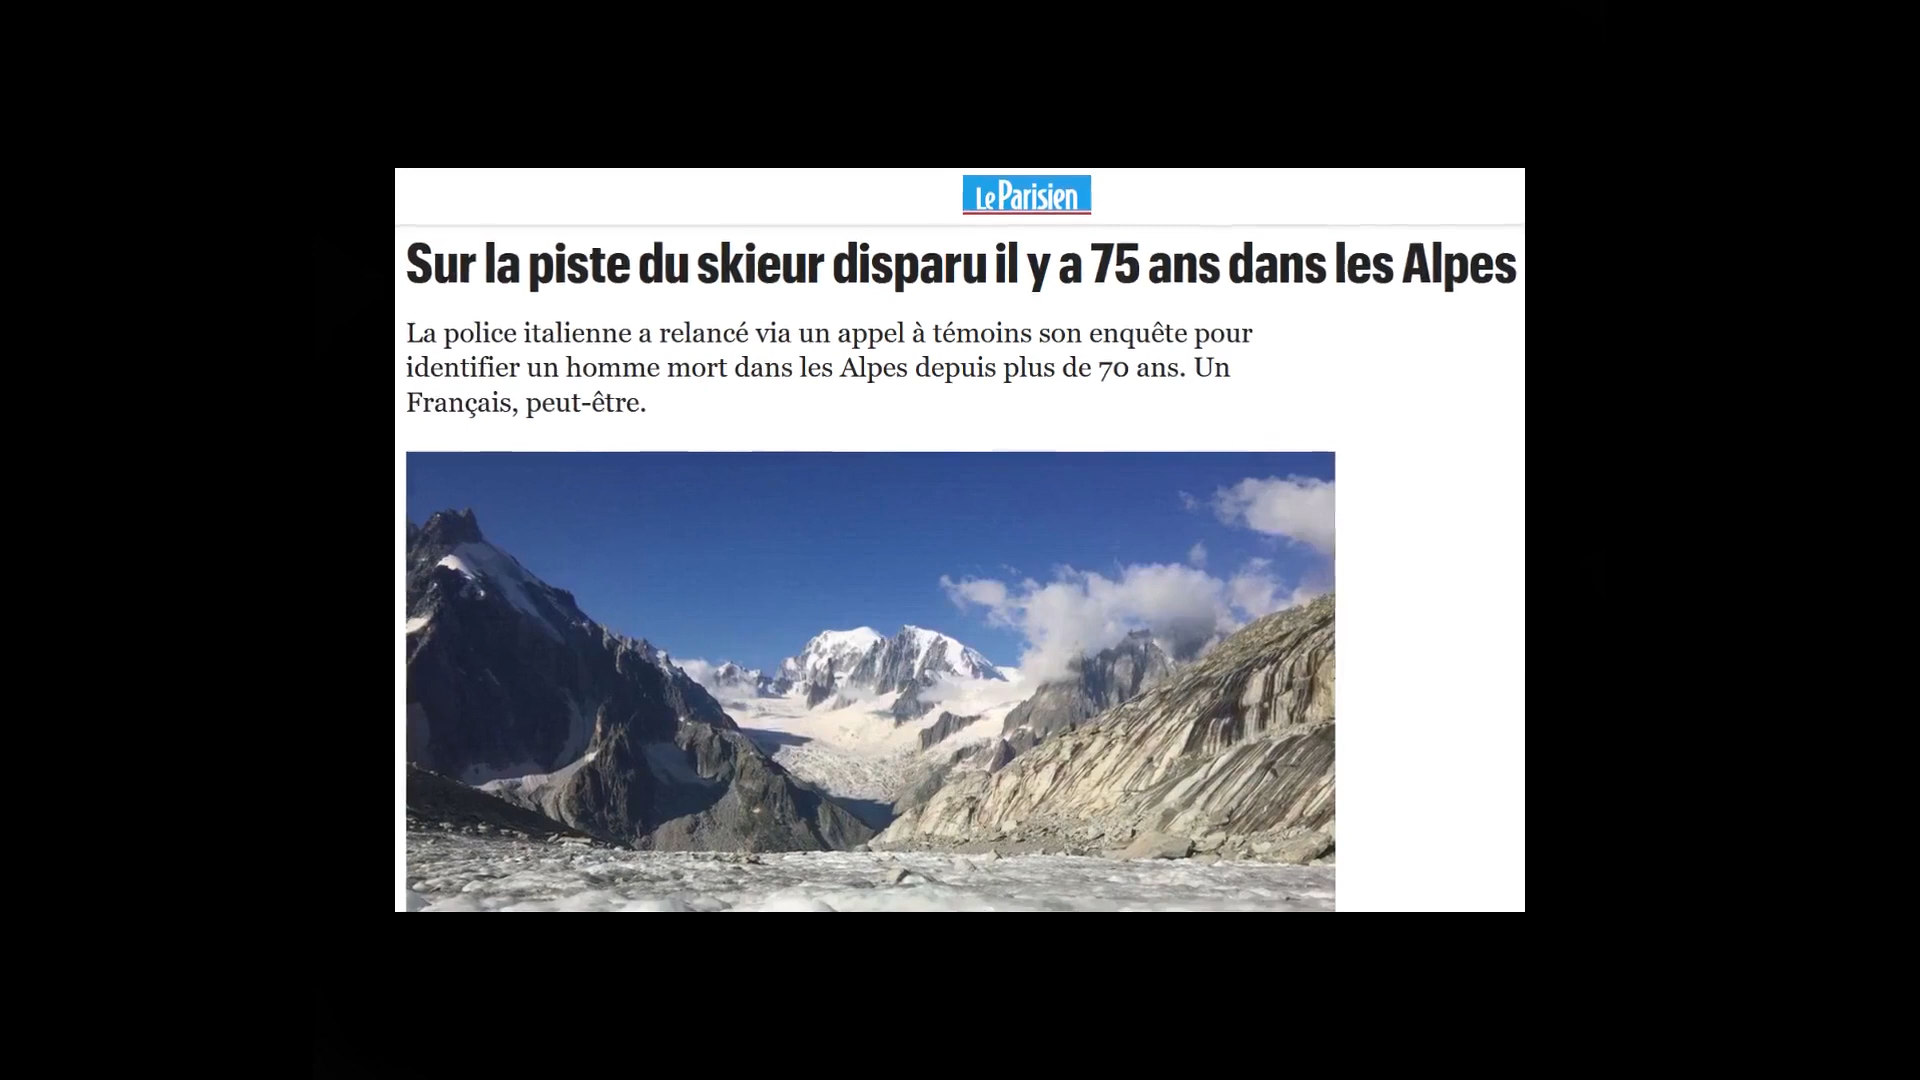 Le Parisien
Sur la piste du skieur disparu il y a 75 ans dans les Alpes
La police italienne a relancé via un appel à témoins son enquête pour
identifier un homme mort dans les Alpes depuis plus de 70 ans. Un
Français, peut-être.